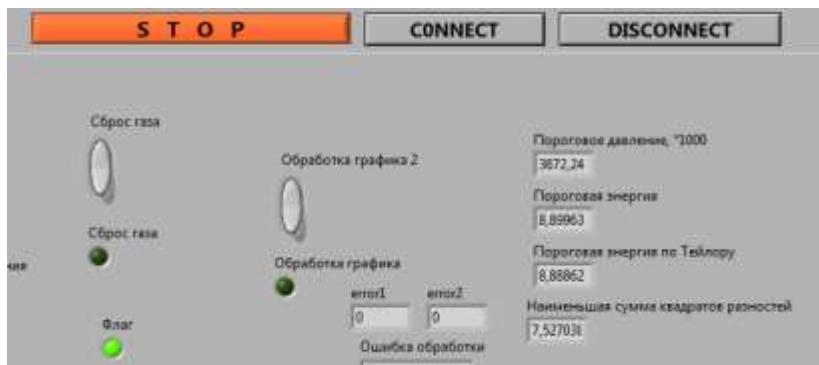 STOP
C0NNECT
DISCONNECT
Сброс газа
Обработка графика 2
Пороговое давление, *1000
3872,24
Пороговая энергия
8,89963
Сброс газа
Пороговая энергия по Тейлору
Обработка графика
8,88862
error1 error2
Наименьшая сумма квадратов разностей
0 0
7,52703
Флаг
Ошибка обработки